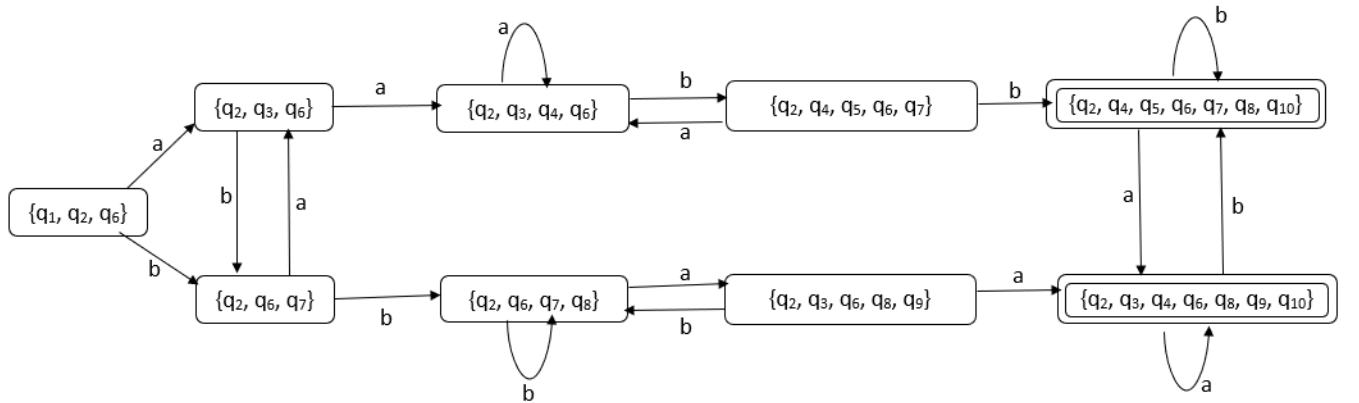 b
a
b
a
{q₂, q₃, q₆}
{q₂, q₃, q₄, q₆}
{q₂, q₄, q₅, q₆, q₇}
b
{q₂, q₄, q₅, q₆, q₇, q₈, q₁₀}
a
a
b
a
a
b
{q₁, q₂, q₆}
b
a
{q₂, q₆, q₇}
b
{q₂, q₆, q₇, q₈}
a
b
{q₂, q₃, q₆, q₈, q₉}
a
{q₂, q₃, q₄, q₆, q₈, q₉, q₁₀}
b
b
a